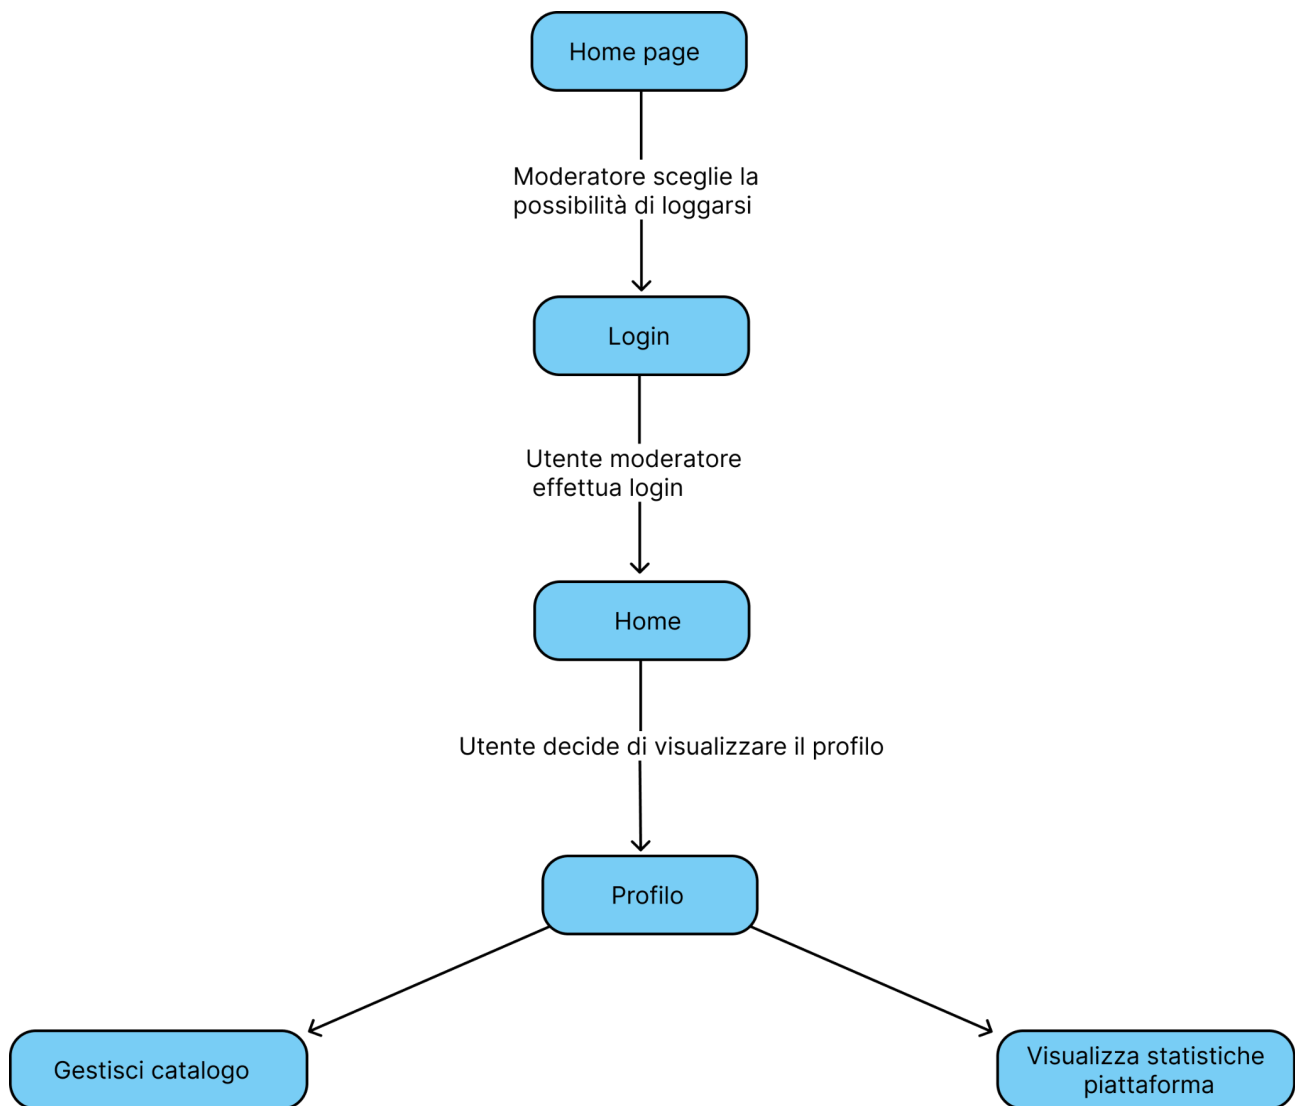 Home page
Moderatore sceglie la
possibilità di loggarsi
Login
Utente moderatore
effettua login
Home
Utente decide di visualizzare il profilo
Profilo
Gestisci catalogo
Visualizza statistiche
piattaforma